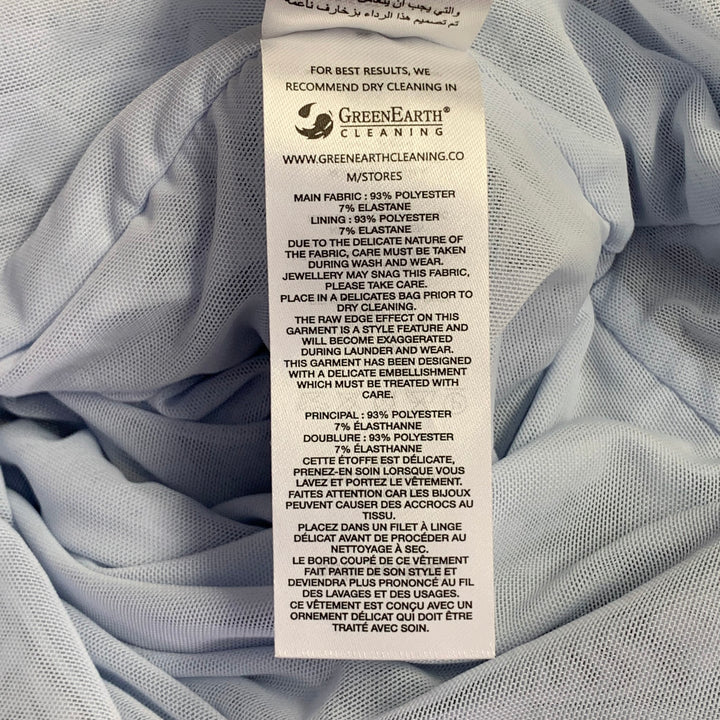 والتي يجب أن
تم تصميم هذا الرداء بزخارف ناعمة
FOR BEST RESULTS, WE
RECOMMEND DRY CLEANING IN
GREENEARTH®
CLEANING
WWW.GREENEARTHCLEANING.CO
M/STORES
MAIN FABRIC : 93% POLYESTER
7% ELASTANE
LINING : 93% POLYESTER
7% ELASTANE
DUE TO THE DELICATE NATURE OF
THE FABRIC, CARE MUST BE TAKEN
DURING WASH AND WEAR.
JEWELLERY MAY SNAG THIS FABRIC,
PLEASE TAKE CARE.
PLACE IN A DELICATES BAG PRIOR TO
DRY CLEANING.
THE RAW EDGE EFFECT ON THIS
GARMENT IS A STYLE FEATURE AND
WILL BECOME EXAGGERATED
DURING LAUNDER AND WEAR.
THIS GARMENT HAS BEEN DESIGNED
WITH A DELICATE EMBELLISHMENT
WHICH MUST BE TREATED WITH
CARE.
PRINCIPAL : 93% POLYESTER
7% ÉLASTHANNE
DOUBLURE : 93% POLYESTER
7% ÉLASTHANNE
CETTE ÉTOFFE EST DÉLICATE,
PRENEZ-EN SOIN LORSQUE VOUS
LAVEZ ET PORTEZ LE VÊTEMENT.
FAITES ATTENTION CAR LES BIJOUX
PEUVENT CAUSER DES ACCROCS AU
TISSU.
PLACEZ DANS UN FILET À LINGE
DÉLICAT AVANT DE PROCÉDER AU
NETTOYAGE À SEC.
LE BORD COUPÉ DE CE VÊTEMENT
FAIT PARTIE DE SON STYLE ET
DEVIENDRA PLUS PRONONCÉ AU FIL
DES LAVAGES ET DES USAGES.
CE VÊTEMENT EST CONÇU AVEC UN
ORNEMENT DÉLICAT QUI DOIT ÊTRE
TRAITÉ AVEC SOIN.